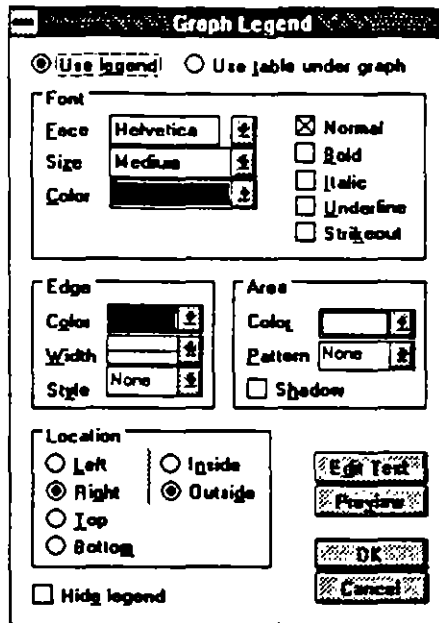 Graph Legend
Use legend Use table under graph
Font
Face Helvetica
Size Medium
Color
Normal
Bold
Italic
Underline
Strikeout
Edge
Color
Width
Style None
Area
Color
Pattern None
Shadow
Location
Left
Right
Top
Bottom
Inside
Outside
Edit Text
Preview
OK
Cancel
Hide legend